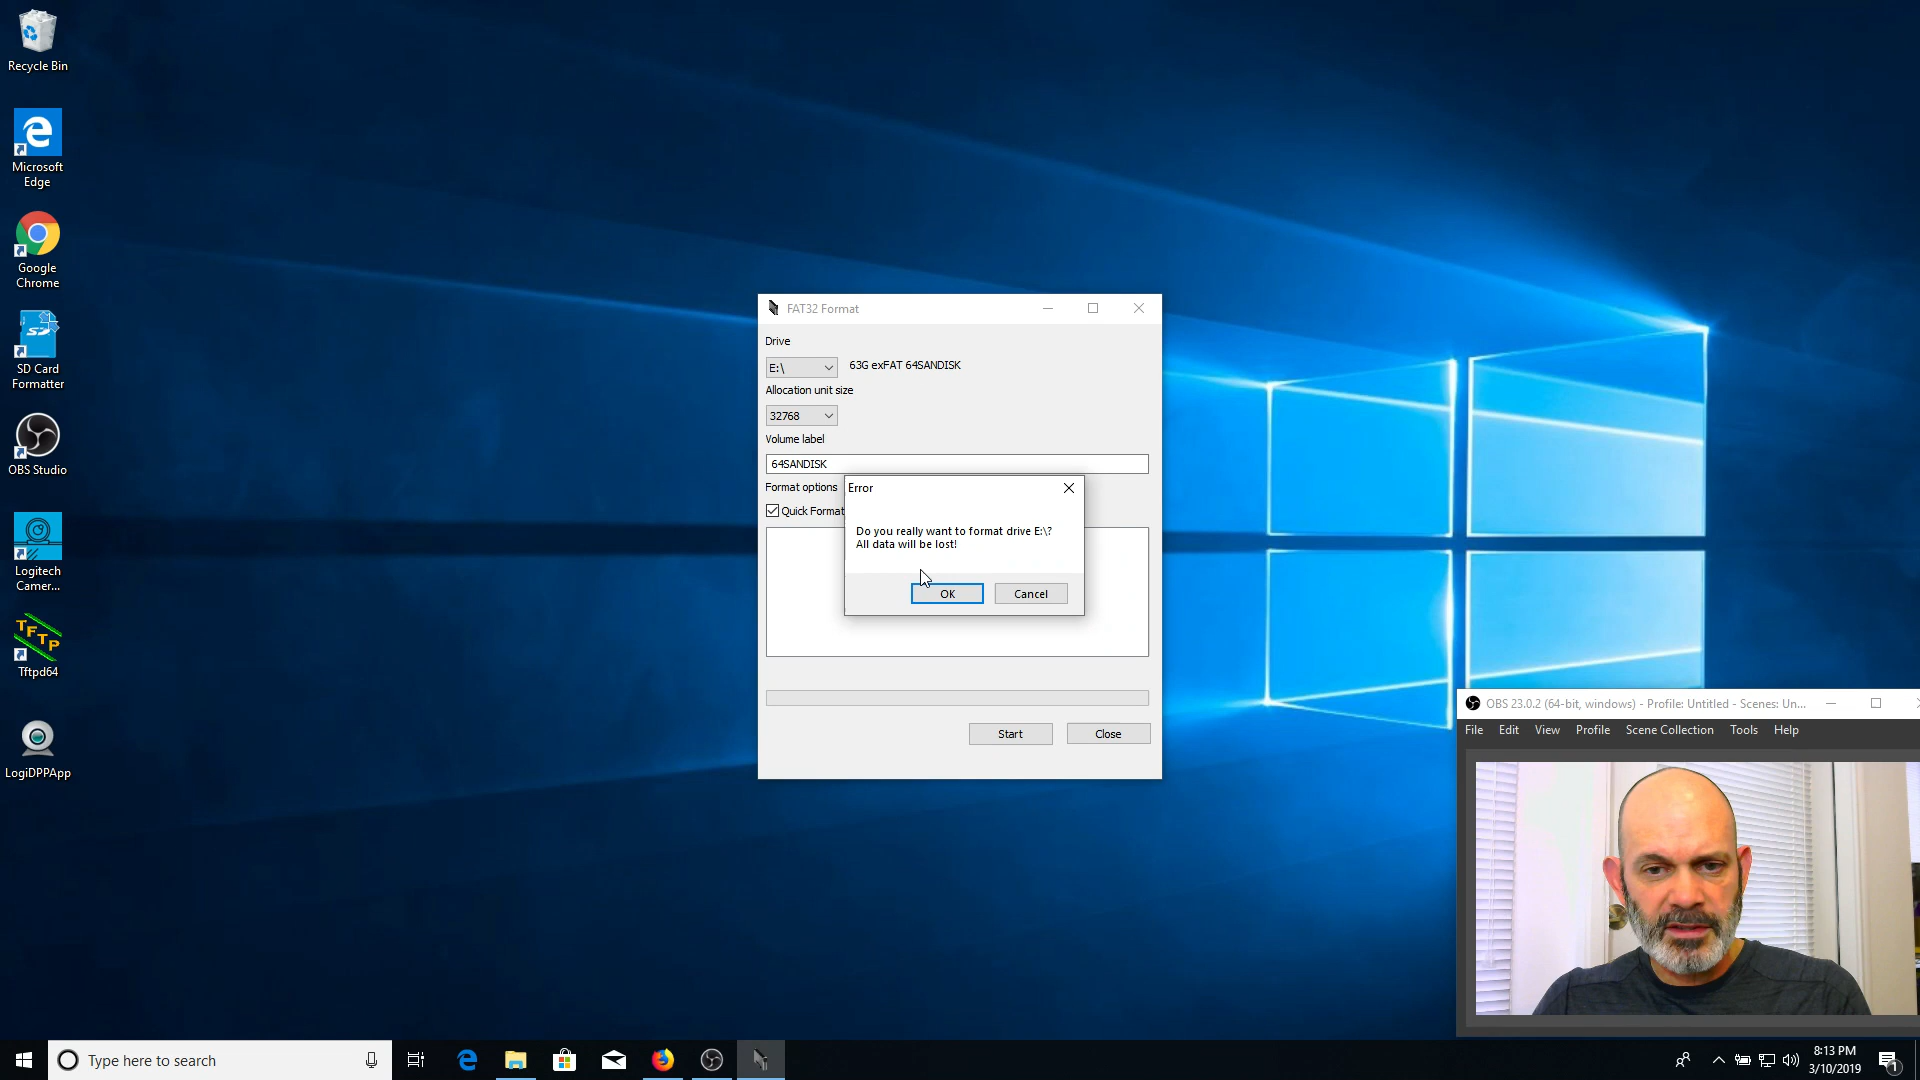 Recycle Bin
Microsoft
Edge
Google
Chrome
SD Card
Formatter
OBS Studio
Logitech
Camer...
TFTP
Tftpd64
LogiDPPApp
FAT32 Format
Drive
E:\
63G exFAT 64SANDISK
Allocation unit size
32768
Volume label
64SANDISK
Format options
Quick Format
Error
Do you really want to format drive E:\?
All data will be lost!
OK
Cancel
Start
Close
OBS 23.0.2 (64-bit, windows) - Profile: Untitled - Scenes: Un...
File Edit View Profile Scene Collection Tools Help
Type here to search
8:13 PM
3/10/2019
1